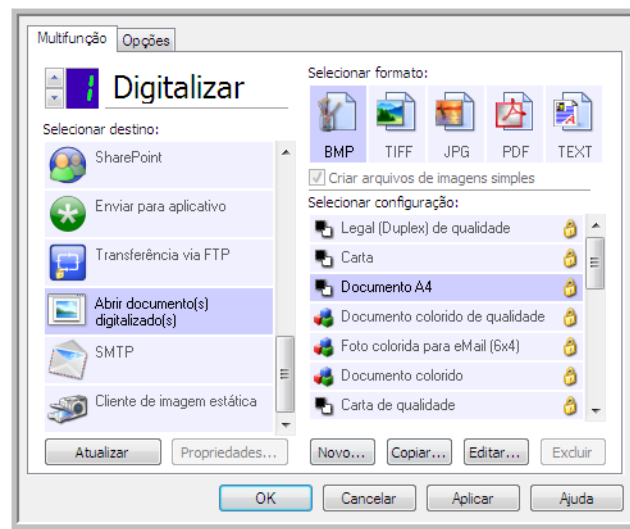 Multifunção
Opções
1 Digitalizar
Selecionar destino:
SharePoint
Enviar para aplicativo
Transferência via FTP
Abrir documento(s)
digitalizado(s)
SMTP
Cliente de imagem estática
Atualizar
Propriedades...
Selecionar formato:
BMP
TIFF
JPG
PDF
TEXT
Criar arquivos de imagens simples
Selecionar configuração:
Legal (Duplex) de qualidade
Carta
Documento A4
Documento colorido de qualidade
Foto colorida para eMail (6x4)
Documento colorido
Carta de qualidade
Novo...
Copiar...
Editar...
Excluir
OK
Cancelar
Aplicar
Ajuda